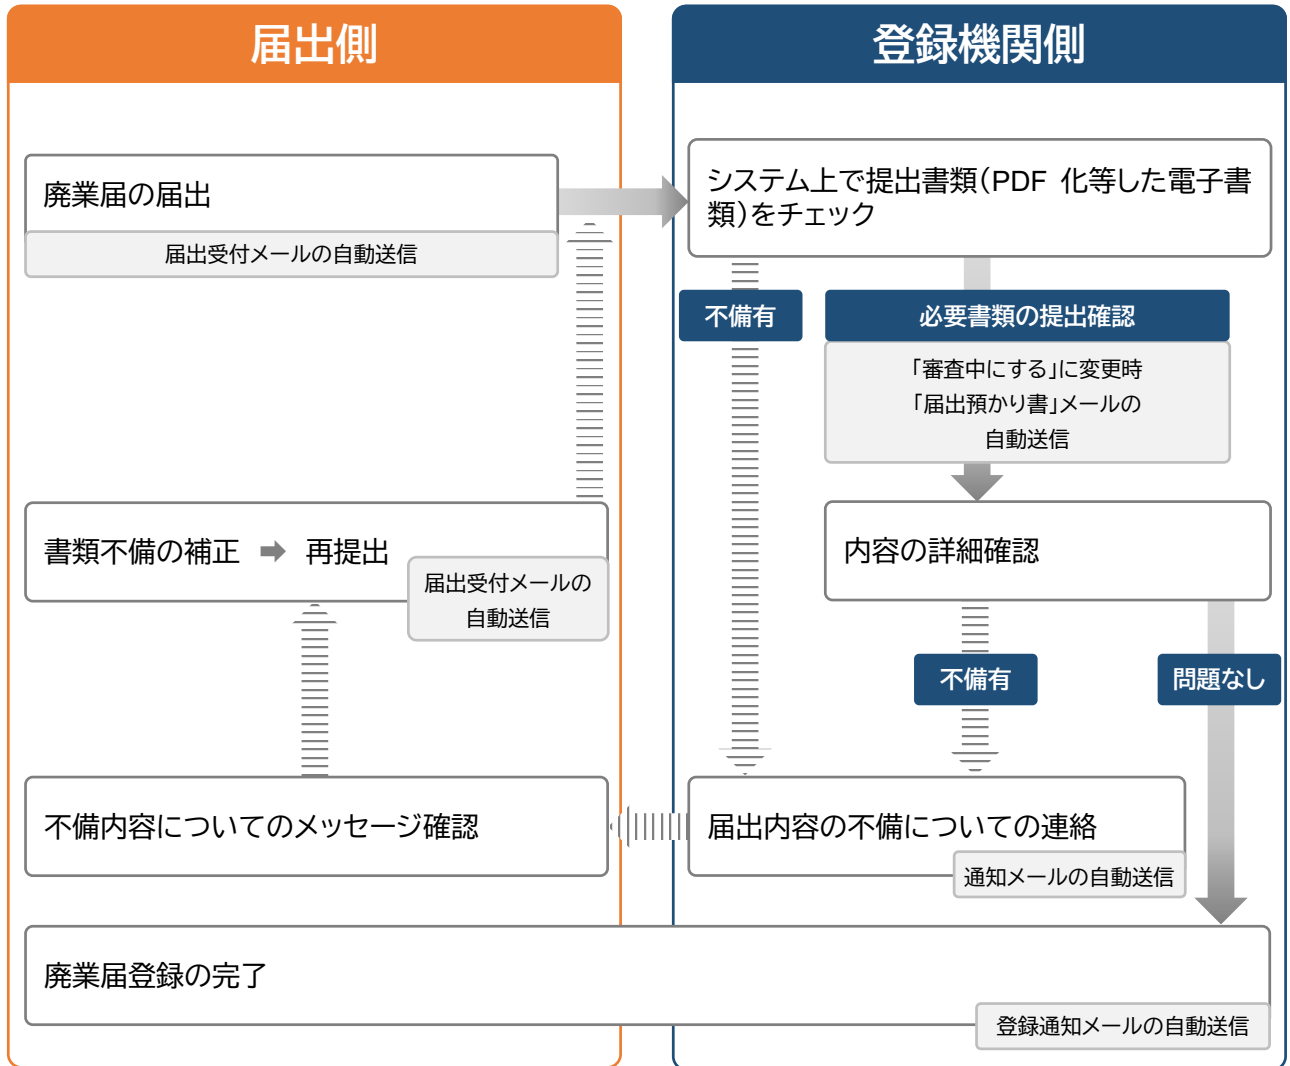 届出側
登録機関側
廃業届の届出
届出受付メールの自動送信
システム上で提出書類(PDF 化等した電子書
類)をチェック
不備有
必要書類の提出確認
「審査中にする」に変更時
「届出預かり書」メールの
自動送信
書類不備の補正 ➡ 再提出
届出受付メールの
自動送信
内容の詳細確認
不備有
問題なし
不備内容についてのメッセージ確認
届出内容の不備についての連絡
通知メールの自動送信
廃業届登録の完了
登録通知メールの自動送信